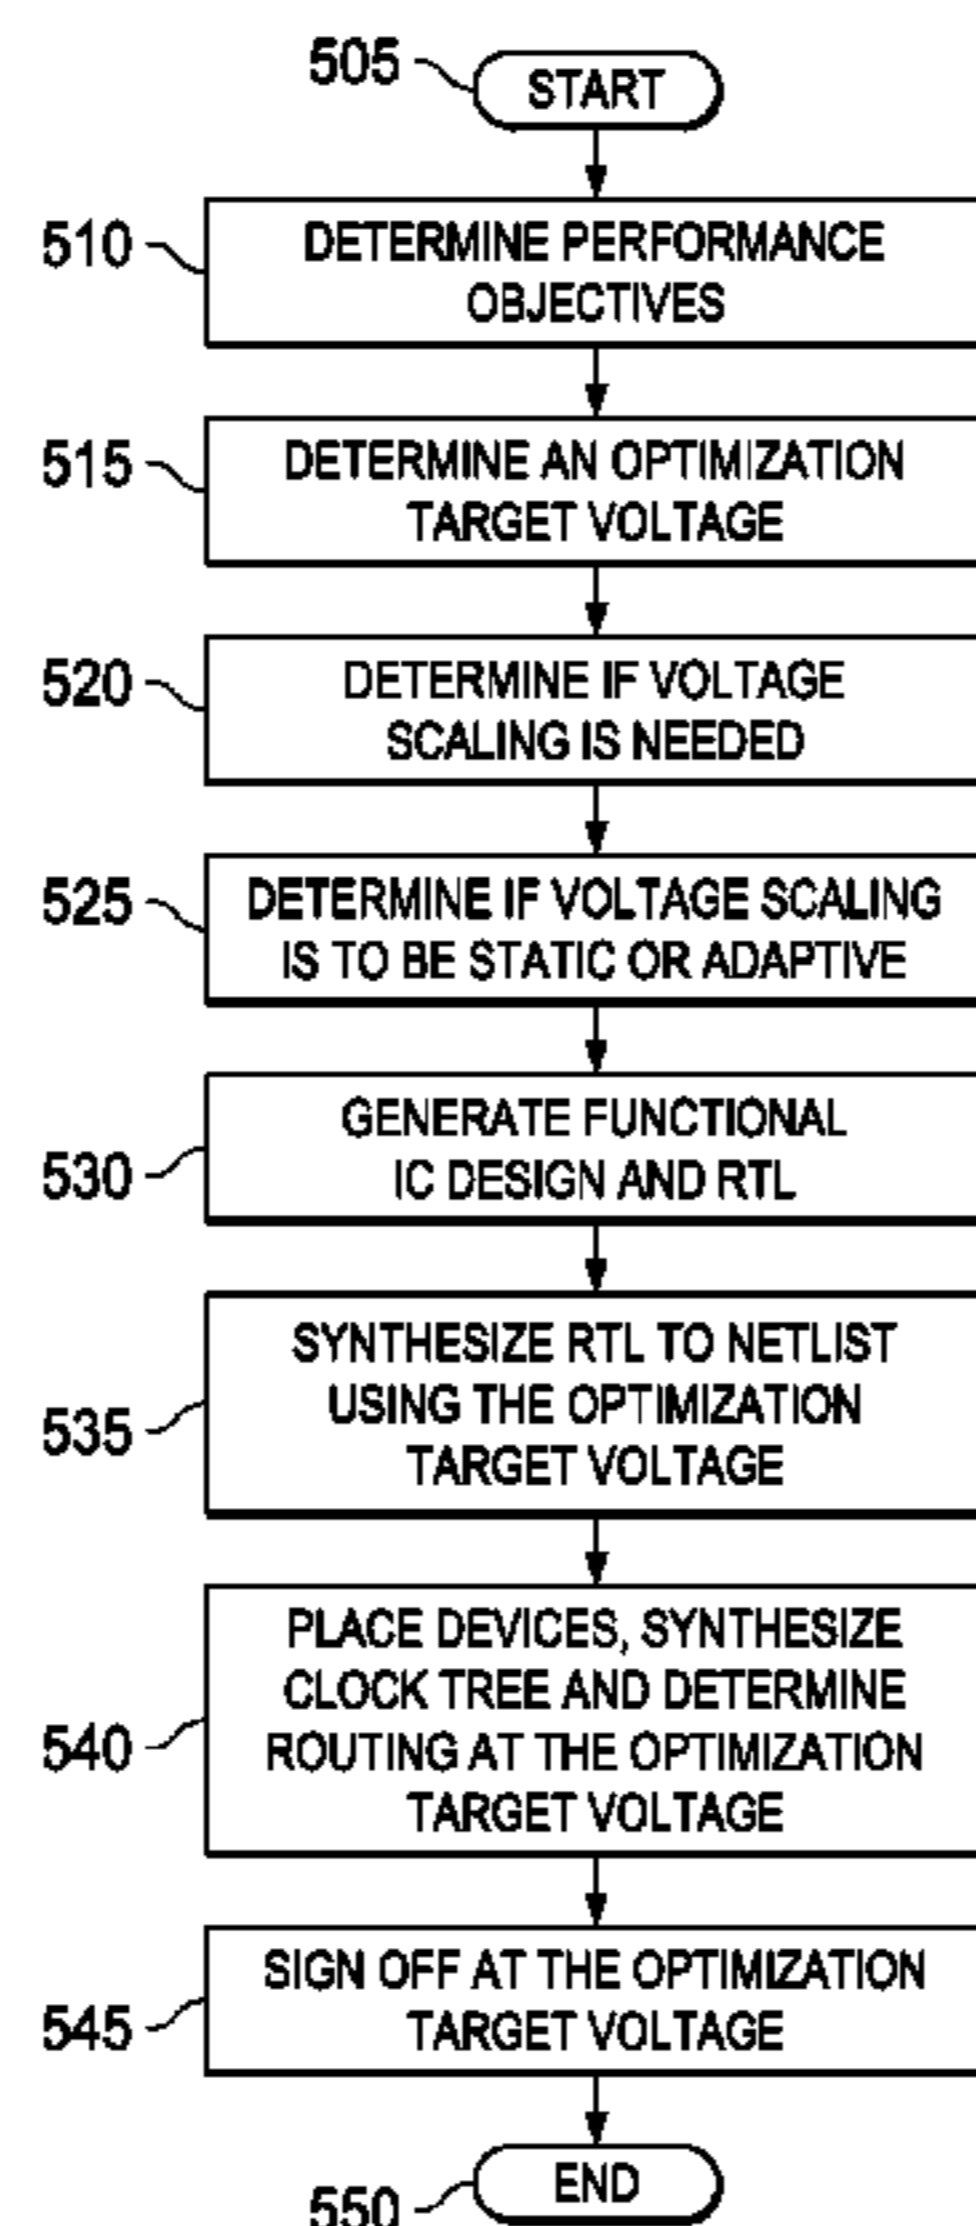 505
START
510
DETERMINE PERFORMANCE
OBJECTIVES
515
DETERMINE AN OPTIMIZATION
TARGET VOLTAGE
520
DETERMINE IF VOLTAGE
SCALING IS NEEDED
525
DETERMINE IF VOLTAGE SCALING
IS TO BE STATIC OR ADAPTIVE
530
GENERATE FUNCTIONAL
IC DESIGN AND RTL
535
SYNTHESIZE RTL TO NETLIST
USING THE OPTIMIZATION
TARGET VOLTAGE
540
PLACE DEVICES, SYNTHESIZE
CLOCK TREE AND DETERMINE
ROUTING AT THE OPTIMIZATION
TARGET VOLTAGE
545
SIGN OFF AT THE OPTIMIZATION
TARGET VOLTAGE
550
END